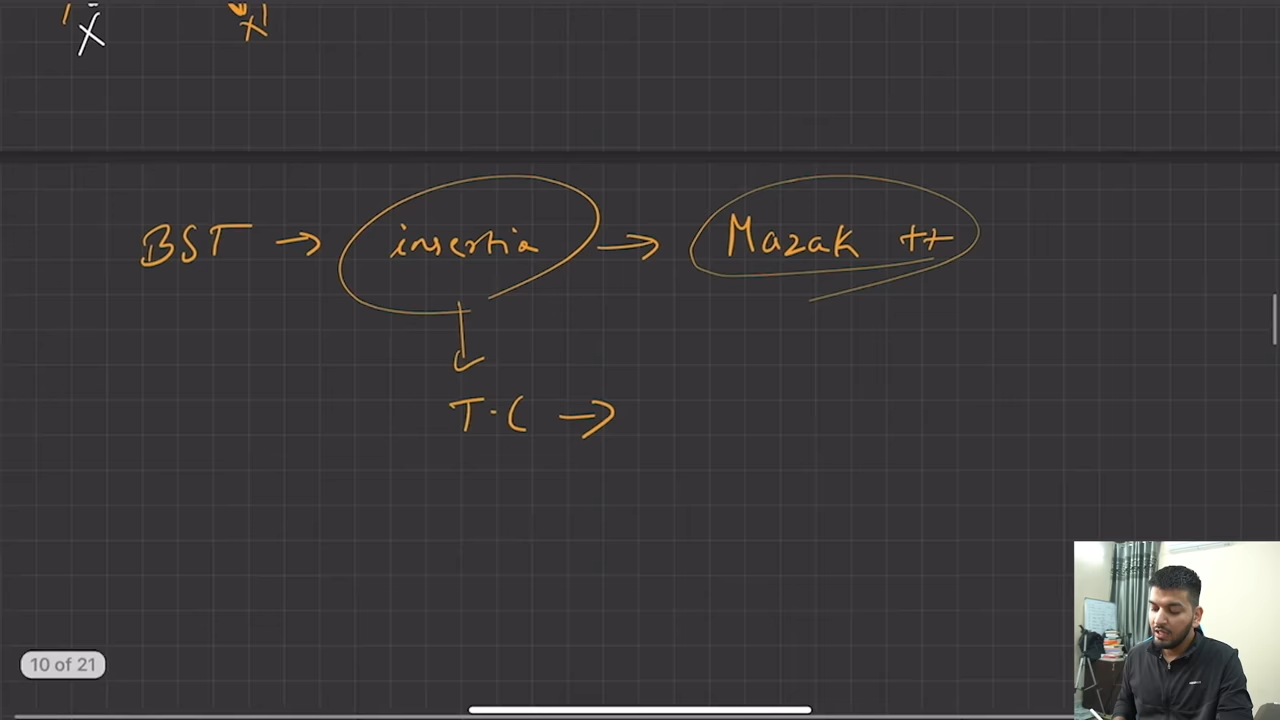 X X
BST → insertia → Mazak ++
T.C →
10 of 21